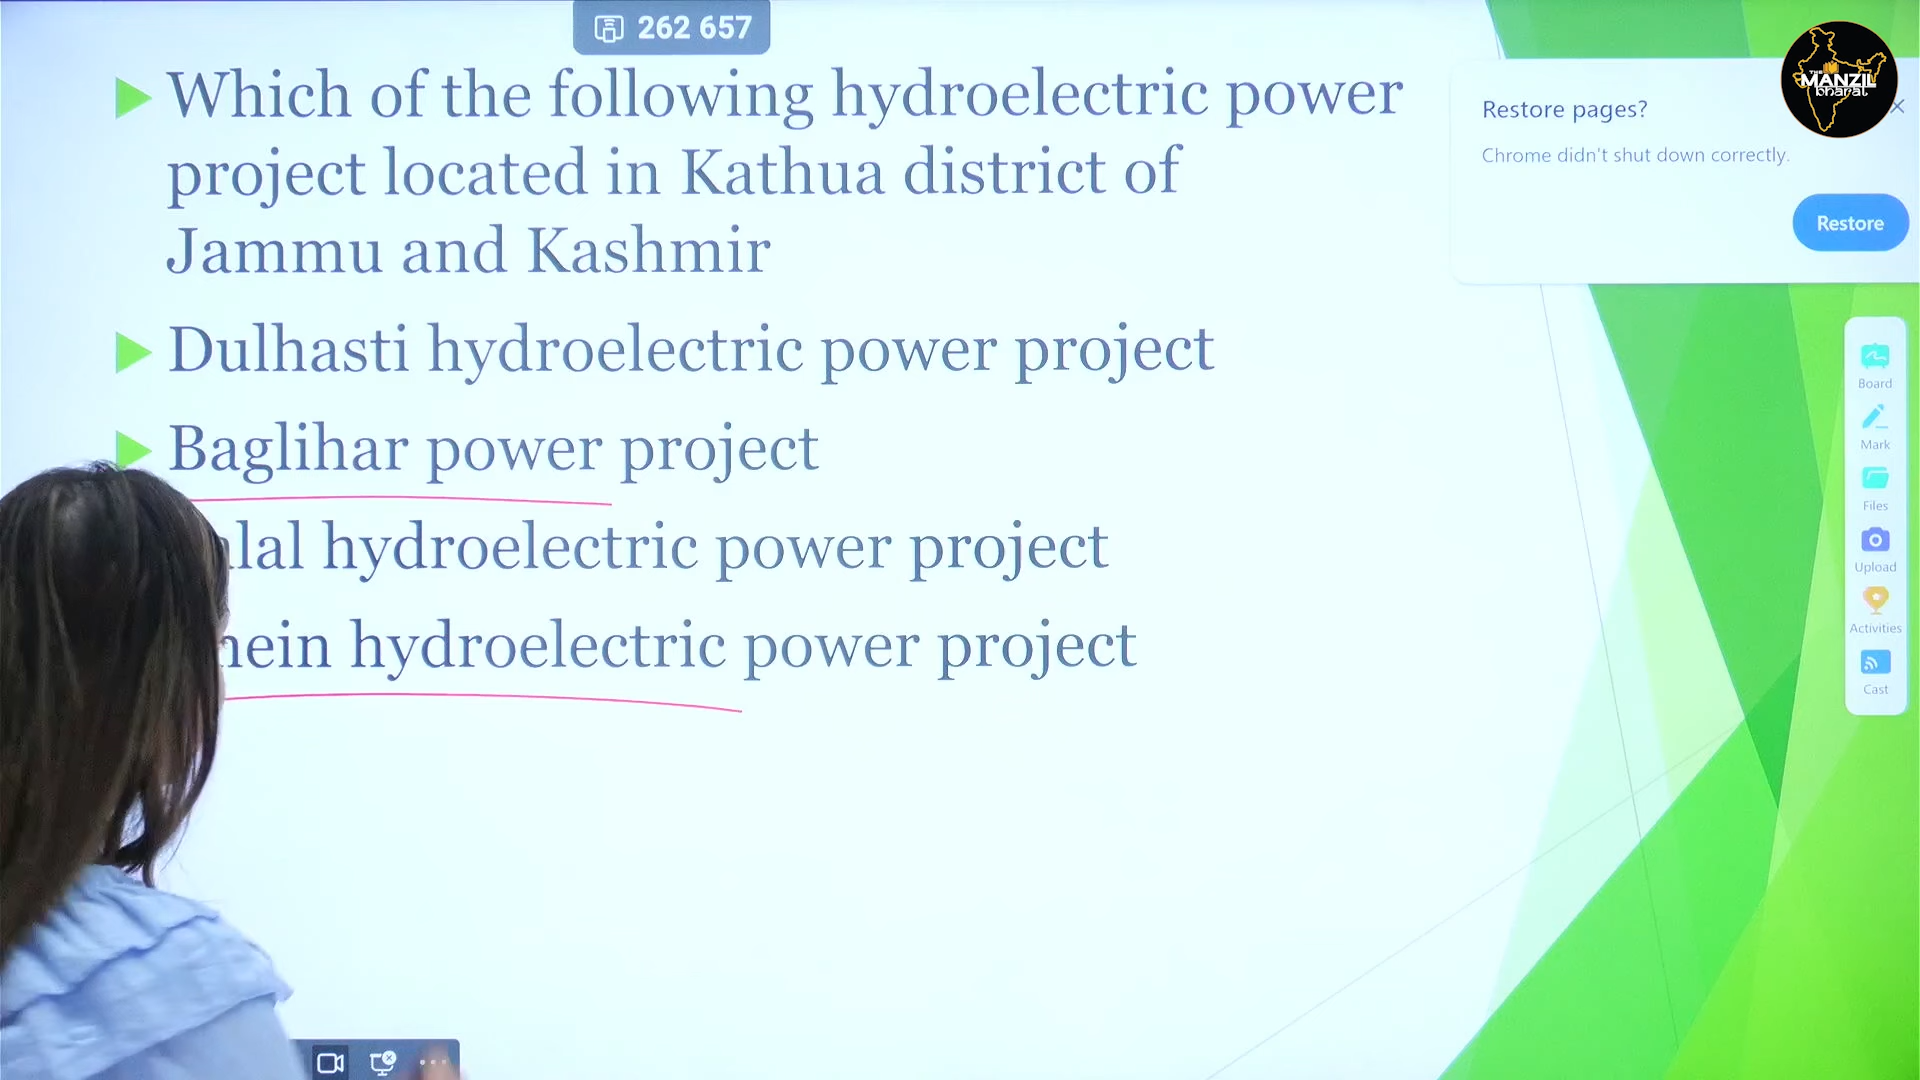 262 657
Which of the following hydroelectric power
project located in Kathua district of
Jammu and Kashmir
Dulhasti hydroelectric power project
Baglihar power project
hydroelectric power project
hydroelectric power project
THE
MANZIL
bharat
Restore pages?
Chrome didn't shut down correctly.
Restore
Board
Mark
Files
Upload
Activities
Cast